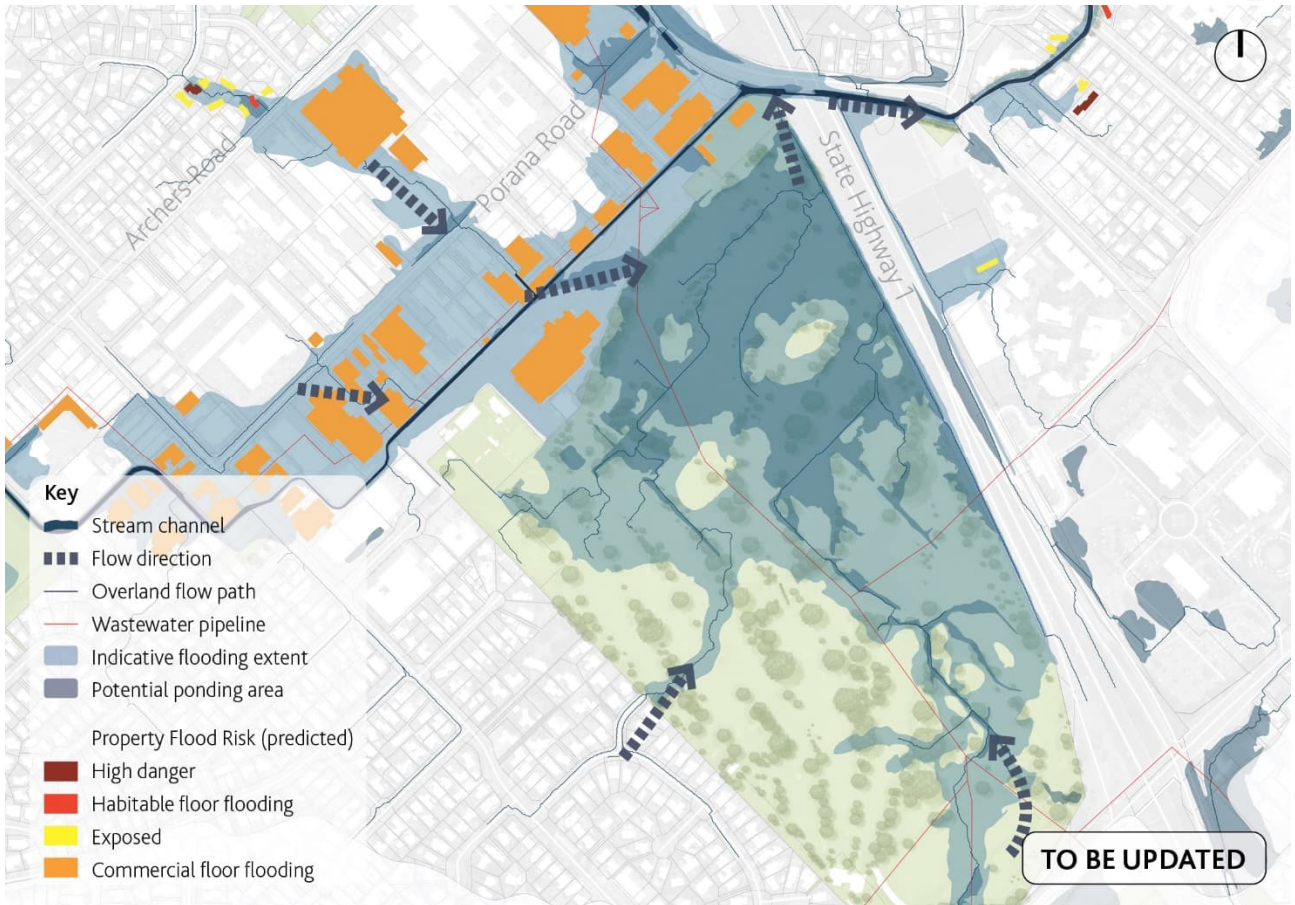 Archers Road
Porana Road
State Highway 1
Key
Stream channel
Flow direction
Overland flow path
Wastewater pipeline
Indicative flooding extent
Potential ponding area
Property Flood Risk (predicted)
High danger
Habitable floor flooding
Exposed
Commercial floor flooding
TO BE UPDATED